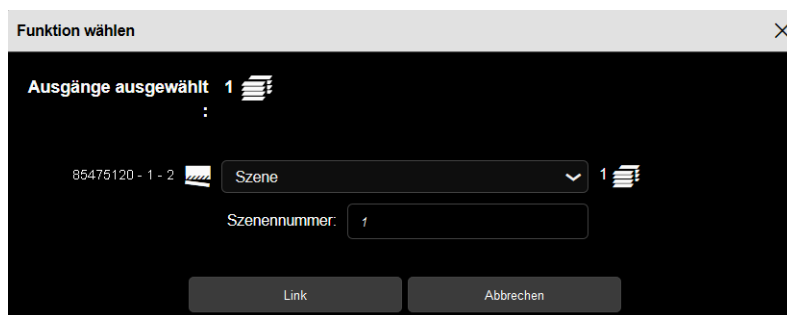 Funktion wählen
Ausgänge ausgewählt 1
:
85475120 - 1 - 2 Szene 1
Szenennummer: 1
Link Abbrechen